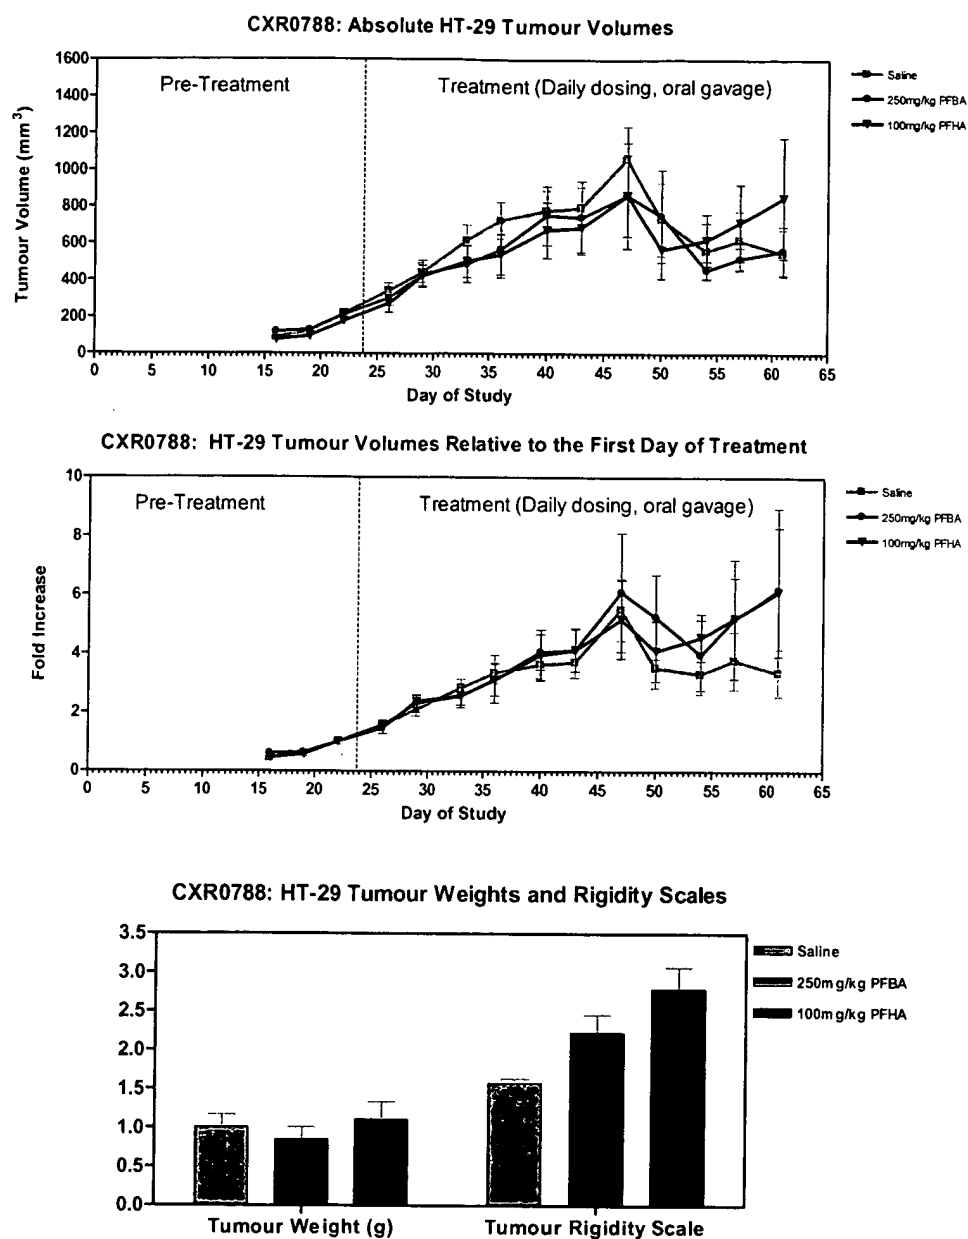 CXR0788: Absolute HT-29 Tumour Volumes
1600
1400
1200
1000
800
600
400
200
0
Tumour Volume (mm³)
Pre-Treatment
Treatment (Daily dosing, oral gavage)
Saline
250mg/kg PFBA
100mg/kg PFHA
0 5 10 15 20 25 30 35 40 45 50 55 60 65
Day of Study
CXR0788: HT-29 Tumour Volumes Relative to the First Day of Treatment
10
8
6
4
2
0
Fold Increase
Pre-Treatment
Treatment (Daily dosing, oral gavage)
Saline
250mg/kg PFBA
100mg/kg PFHA
0 5 10 15 20 25 30 35 40 45 50 55 60 65
Day of Study
CXR0788: HT-29 Tumour Weights and Rigidity Scales
3.5
3.0
2.5
2.0
1.5
1.0
0.5
0.0
Saline
250mg/kg PFBA
100mg/kg PFHA
Tumour Weight (g)
Tumour Rigidity Scale